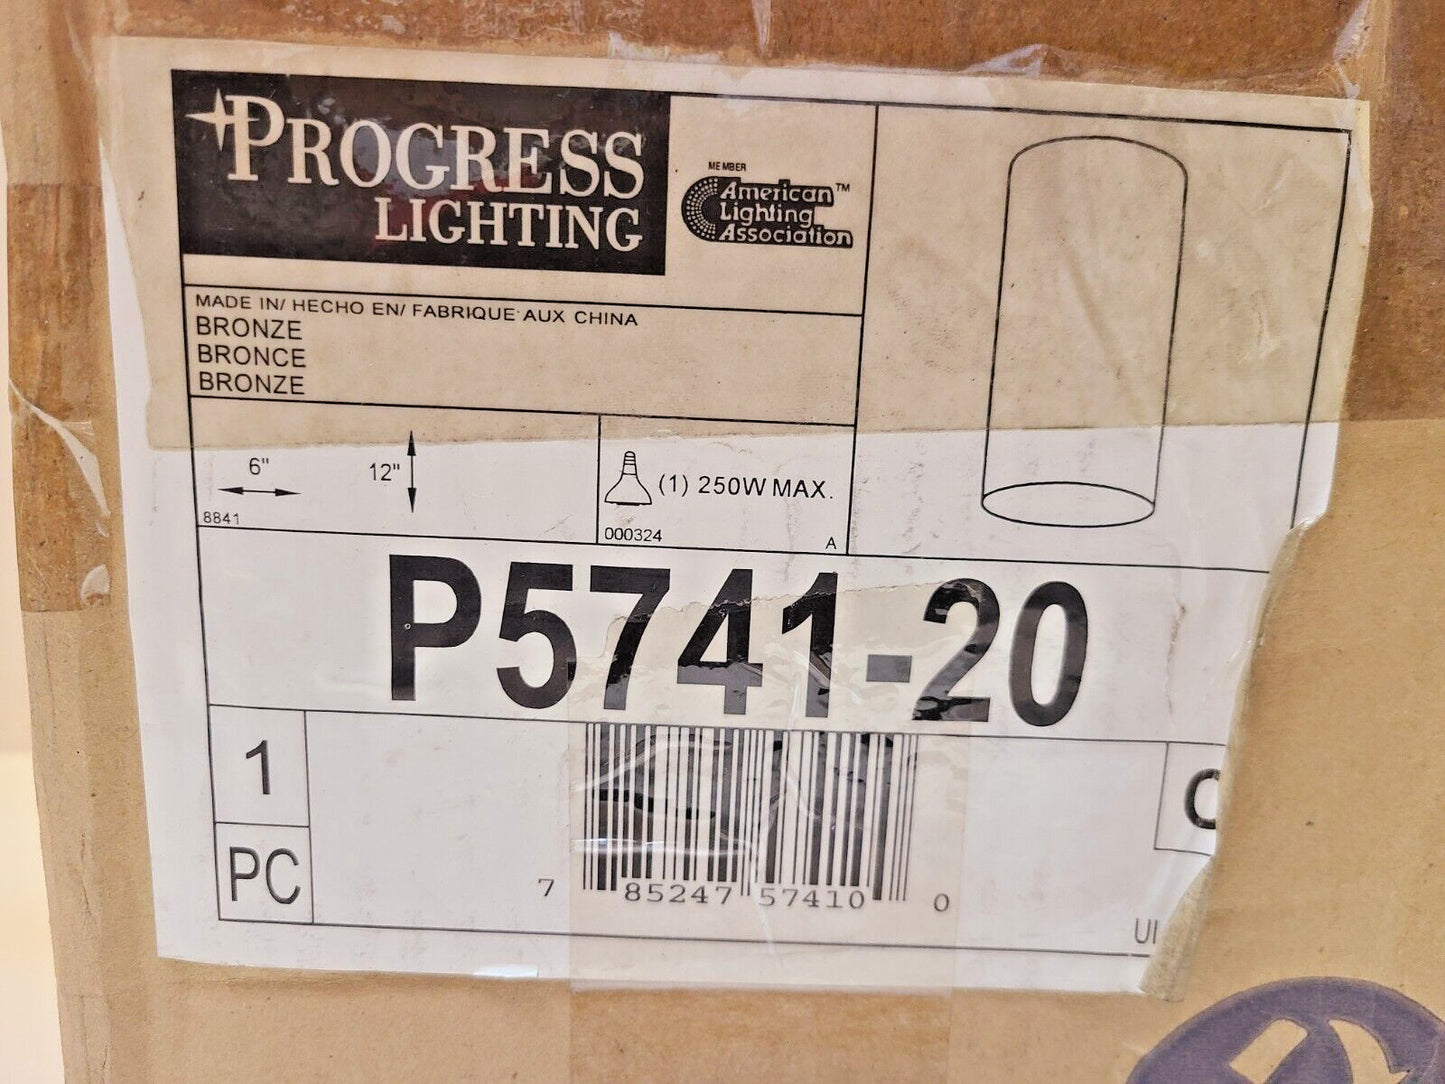 PROGRESS
LIGHTING
MEMBER
American™
Lighting
Association
MADE IN/ HECHO EN/ FABRIQUE AUX CHINA
BRONZE
BRONCE
BRONZE
6" 12"
8841
(1) 250W MAX.
000324 A
P5741-20
1
PC
7 85247 57410 0